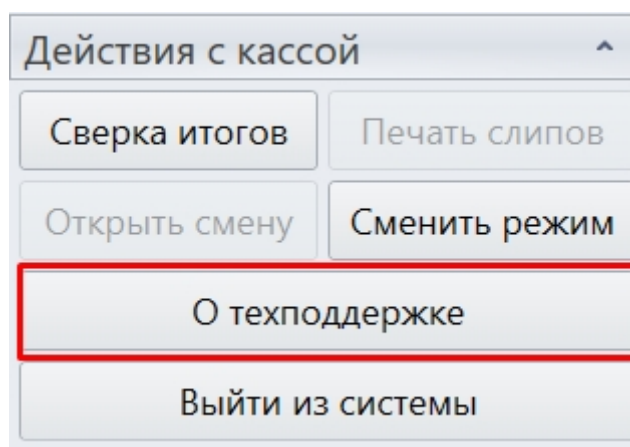 Действия с кассой
Сверка итогов Печать слипов
Открыть смену Сменить режим
О техподдержке
Выйти из системы